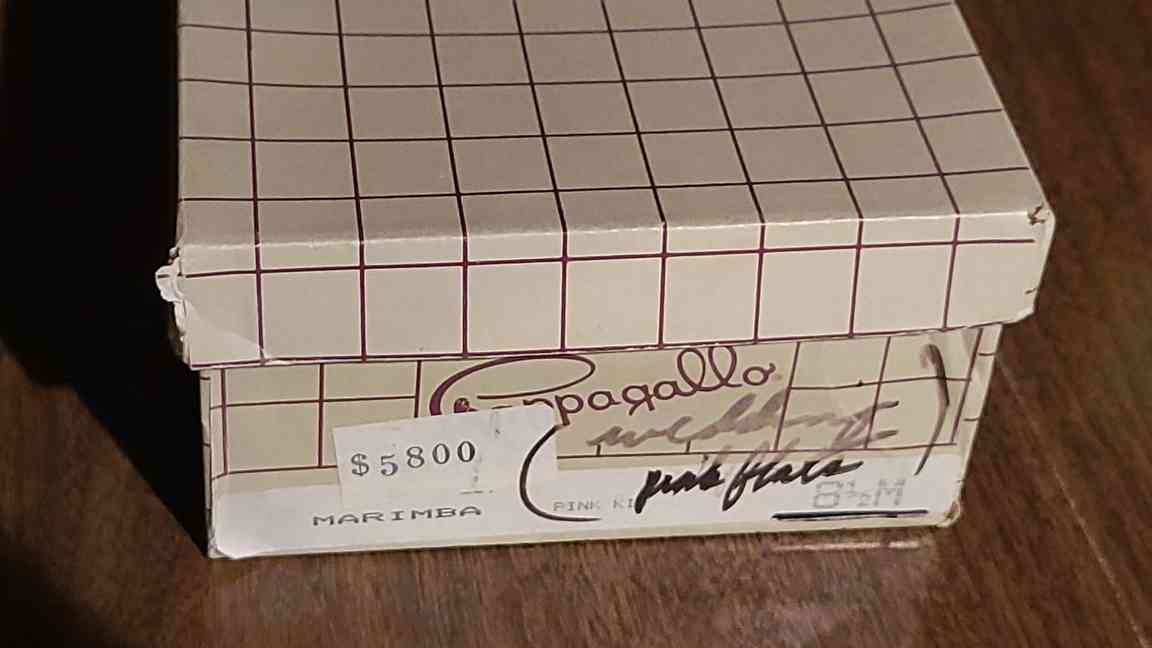 Pappagallo
wedding
$5800
pink flats
PINK KI
8½M
MARIMBA